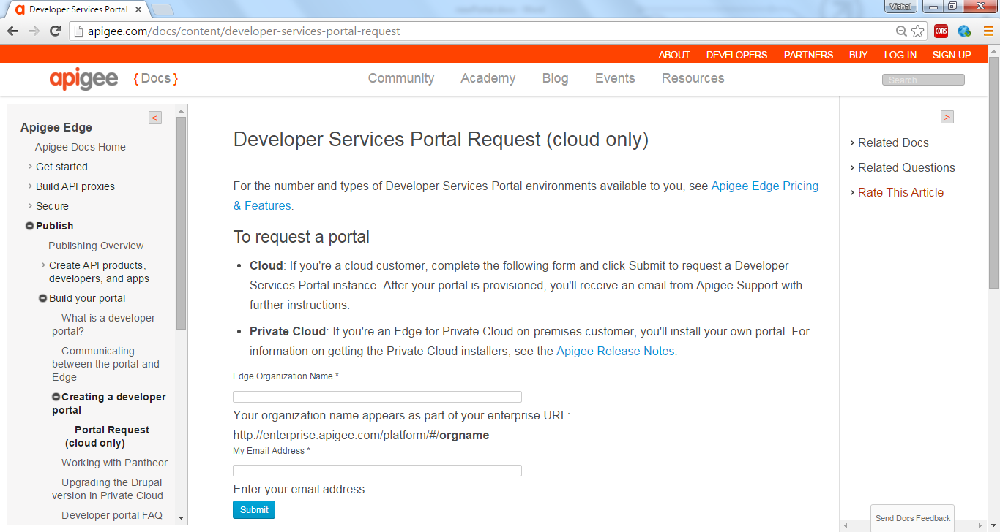 Developer Services Portal
Vishal
apigee.com/docs/content/developer-services-portal-request
CORS
ABOUT DEVELOPERS PARTNERS BUY LOG IN SIGN UP
apigee { Docs } Community Academy Blog Events Resources Search
<
Apigee Edge
Apigee Docs Home
Get started
Build API proxies
Secure
Publish
Publishing Overview
Create API products,
developers, and apps
Build your portal
What is a developer
portal?
Communicating
between the portal and
Edge
Creating a developer
portal
Portal Request
(cloud only)
Working with Pantheon
Upgrading the Drupal
version in Private Cloud
Developer portal FAQ
Developer Services Portal Request (cloud only)
For the number and types of Developer Services Portal environments available to you, see Apigee Edge Pricing
& Features.
To request a portal
• Cloud: If you're a cloud customer, complete the following form and click Submit to request a Developer
Services Portal instance. After your portal is provisioned, you'll receive an email from Apigee Support with
further instructions.
• Private Cloud: If you're an Edge for Private Cloud on-premises customer, you'll install your own portal. For
information on getting the Private Cloud installers, see the Apigee Release Notes.
Edge Organization Name *
Your organization name appears as part of your enterprise URL:
http://enterprise.apigee.com/platform/#/orgname
My Email Address *
Enter your email address.
Submit
>
Related Docs
Related Questions
Rate This Article
Send Docs Feedback